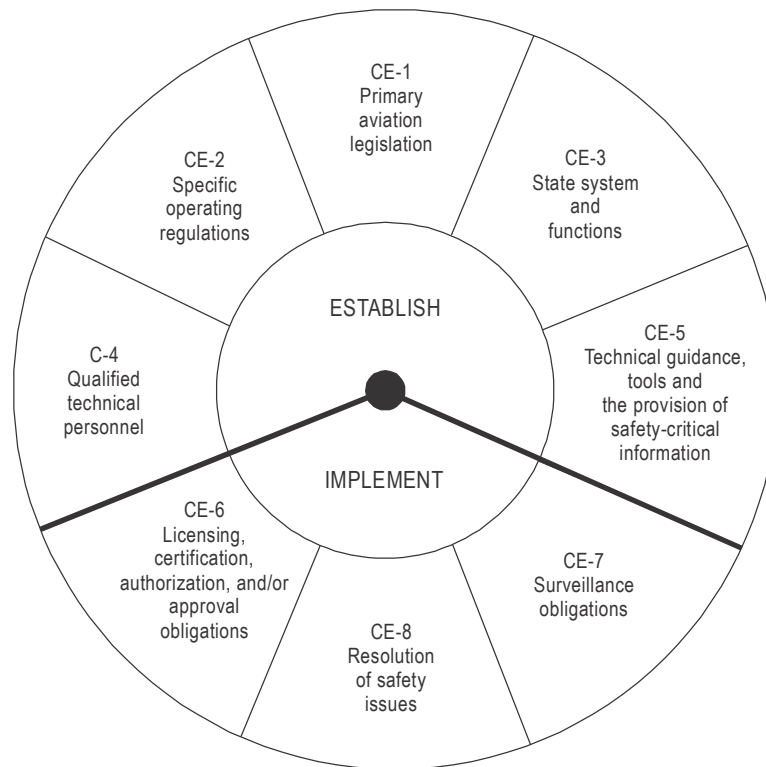 CE-1
Primary
aviation
legislation
CE-2
Specific
operating
regulations
CE-3
State system
and
functions
ESTABLISH
C-4
Qualified
technical
personnel
CE-5
Technical guidance,
tools and
the provision of
safety-critical
information
IMPLEMENT
CE-6
Licensing,
certification,
authorization, and/or
approval
obligations
CE-7
Surveillance
obligations
CE-8
Resolution
of safety
issues